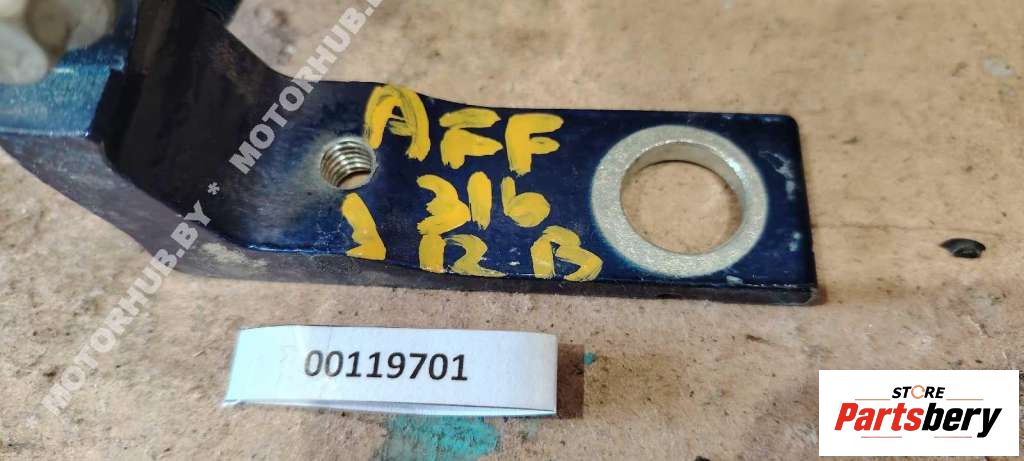 MOTORHUB.BY * MOTORHUB.BY
AFF
316
RB
00119701
STORE
Partsbery